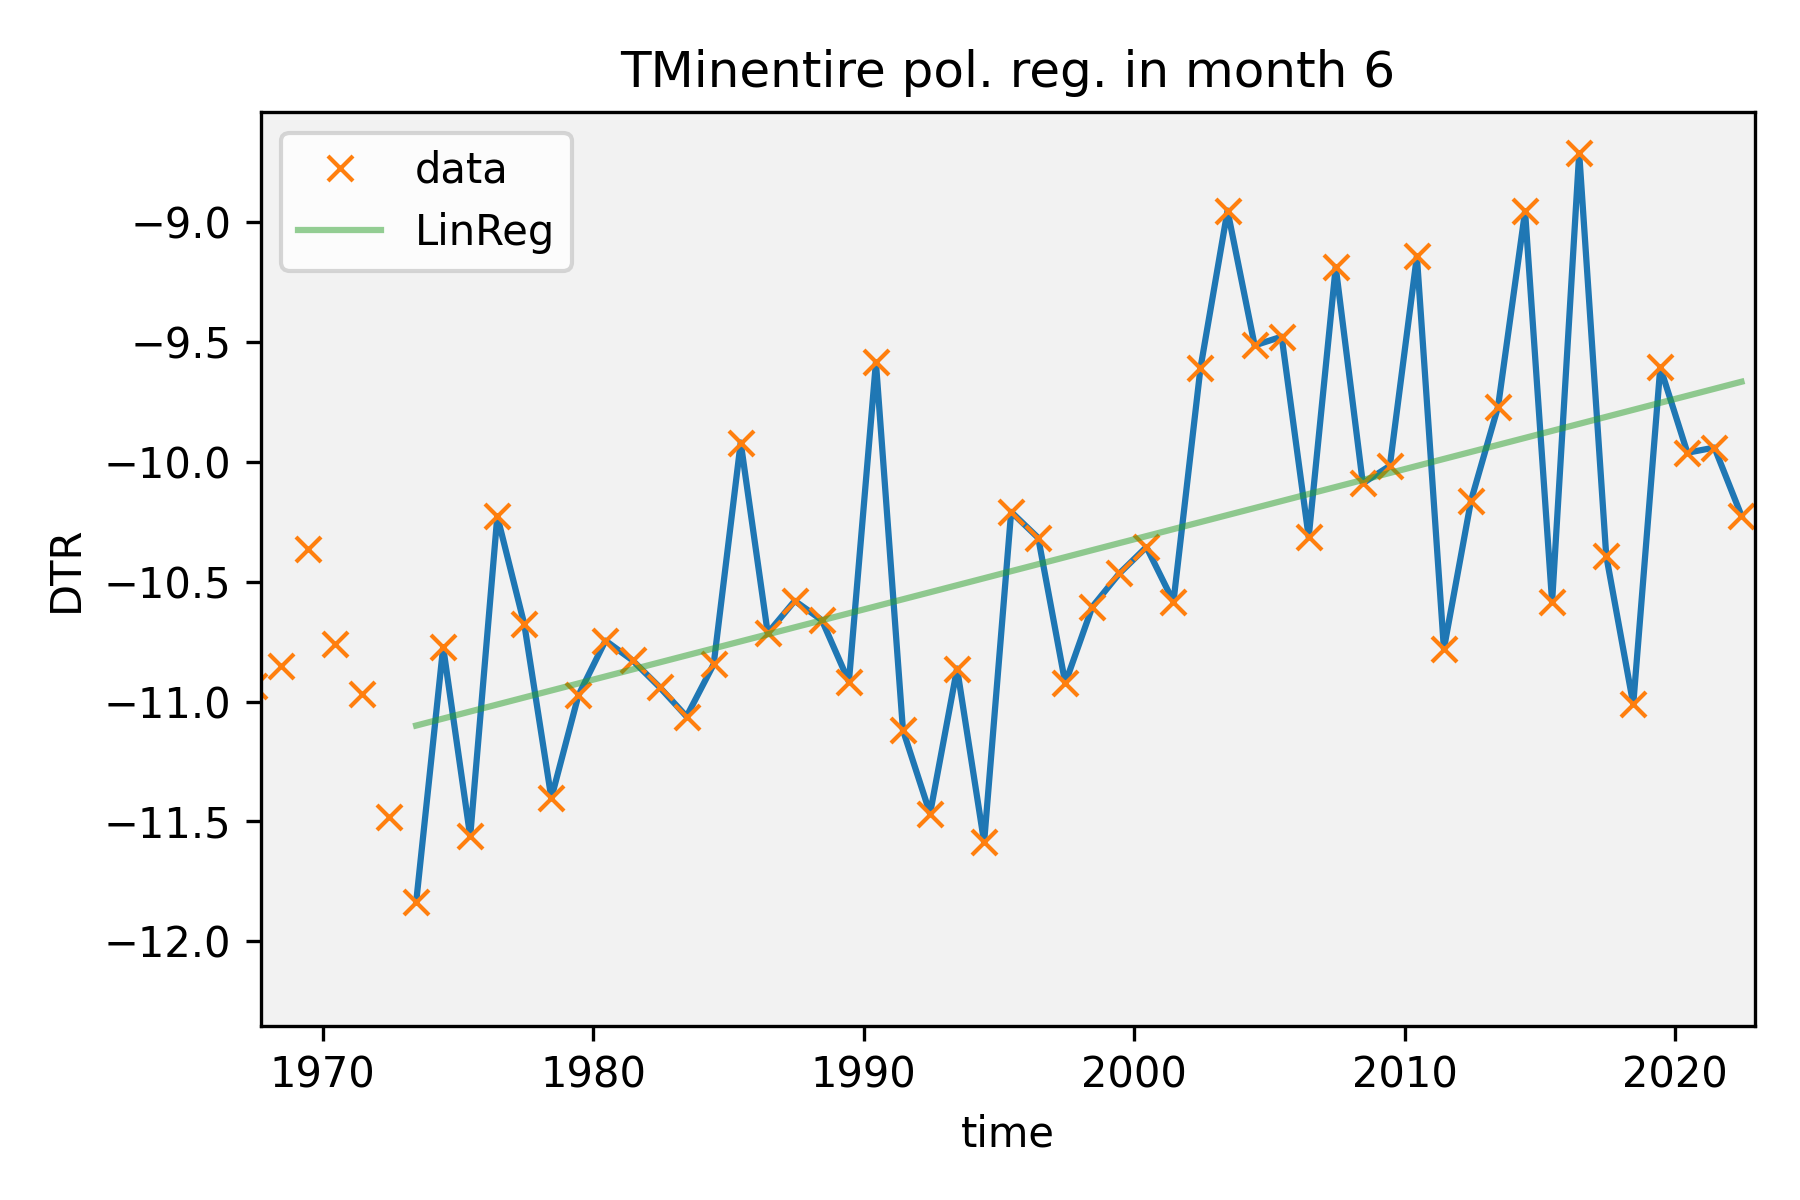 TMinentire pol. reg. in month 6
data
LinReg
−9.0
−9.5
−10.0
−10.5
−11.0
−11.5
−12.0
DTR
1970 1980 1990 2000 2010 2020
time